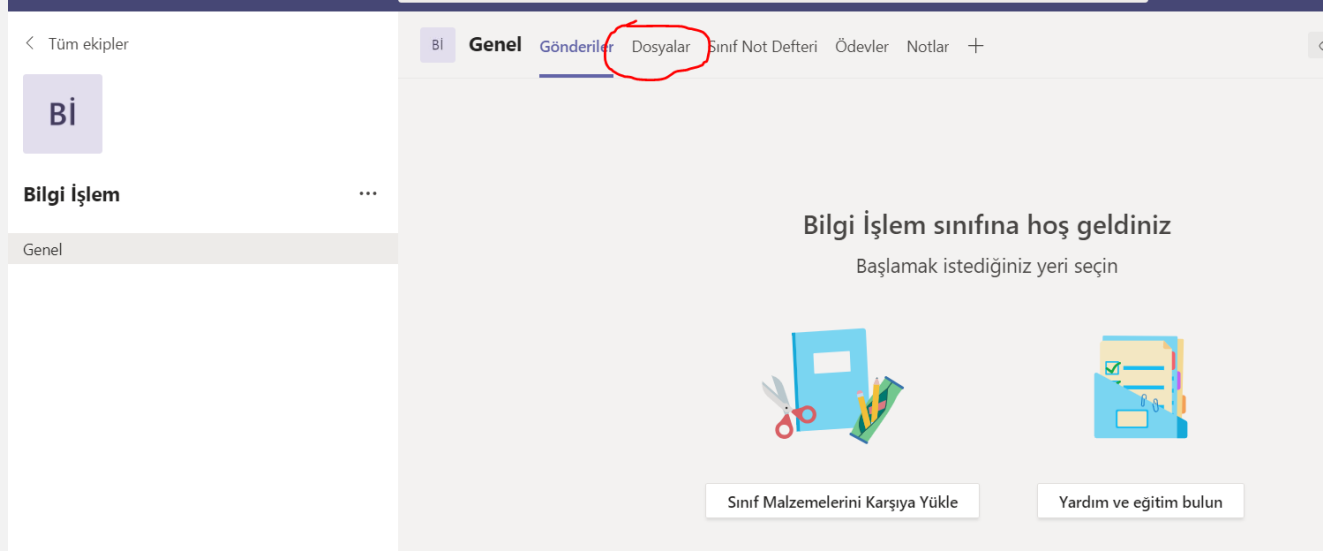 Tüm ekipler
Bİ
Bilgi İşlem
Genel
Bİ Genel Gönderiler Dosyalar Sınıf Not Defteri Ödevler Notlar
Bilgi İşlem sınıfına hoş geldiniz
Başlamak istediğiniz yeri seçin
Sınıf Malzemelerini Karşıya Yükle
Yardım ve eğitim bulun